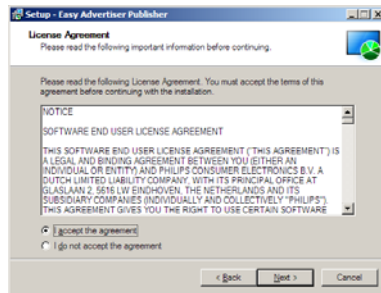 Setup - Easy Advertiser Publisher
License Agreement
Please read the following important information before continuing.
Please read the following License Agreement. You must accept the terms of this
agreement before continuing with the installation.
NOTICE
SOFTWARE END USER LICENSE AGREEMENT
THIS SOFTWARE END USER LICENSE AGREEMENT ("THIS AGREEMENT") IS
A LEGAL AND BINDING AGREEMENT BETWEEN YOU (EITHER AN
INDIVIDUAL OR ENTITY) AND PHILIPS CONSUMER ELECTRONICS B.V. A
DUTCH LIMITED LIABILITY COMPANY, WITH ITS PRINCIPAL OFFICE AT
GLASLAAN 2, 5616 LW EINDHOVEN, THE NETHERLANDS AND ITS
SUBSIDIARY COMPANIES (INDIVIDUALLY AND COLLECTIVELY "PHILIPS").
THIS AGREEMENT GIVES YOU THE RIGHT TO USE CERTAIN SOFTWARE
I accept the agreement
I do not accept the agreement
< Back Next > Cancel